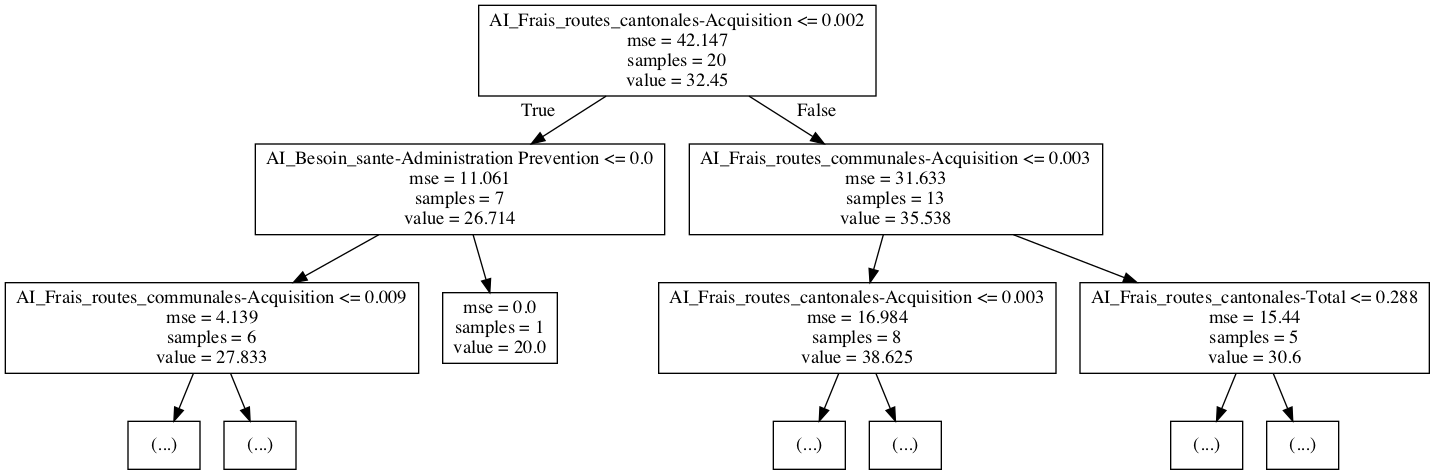 AI_Frais_routes_cantonales-Acquisition <= 0.002
mse = 42.147
samples = 20
value = 32.45
True
False
AI_Besoin_sante-Administration Prevention <= 0.0
mse = 11.061
samples = 7
value = 26.714
AI_Frais_routes_communales-Acquisition <= 0.003
mse = 31.633
samples = 13
value = 35.538
AI_Frais_routes_communales-Acquisition <= 0.009
mse = 4.139
samples = 6
value = 27.833
mse = 0.0
samples = 1
value = 20.0
AI_Frais_routes_cantonales-Acquisition <= 0.003
mse = 16.984
samples = 8
value = 38.625
AI_Frais_routes_cantonales-Total <= 0.288
mse = 15.44
samples = 5
value = 30.6
(...)
(...)
(...)
(...)
(...)
(...)